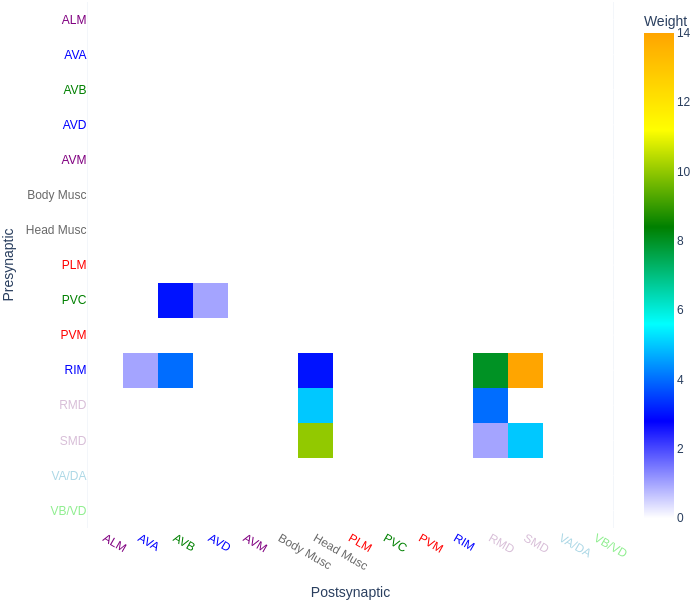 Weight
Presynaptic
ALM
AVA
AVB
AVD
AVM
Body Musc
Head Musc
PLM
PVC
PVM
RIM
RMD
SMD
VA/DA
VB/VD
14
12
10
8
6
4
2
0
ALM
AVA
AVB
AVD
AVM
Body Musc
Head Musc
PLM
PVC
PVM
RIM
RMD
SMD
VA/DA
VB/VD
Postsynaptic